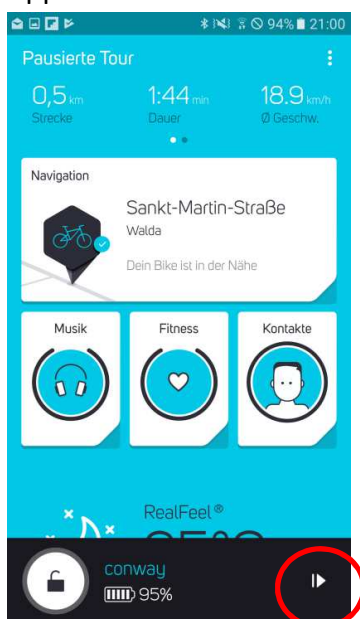 94% 21:00
Pausierte Tour
0,5 km 1:44 min 18.9 km/h
Strecke Dauer Ø Geschw.
Navigation
Sankt-Martin-Straße
Walda
Dein Bike ist in der Nähe
Musik Fitness Kontakte
RealFeel®
conway
95%